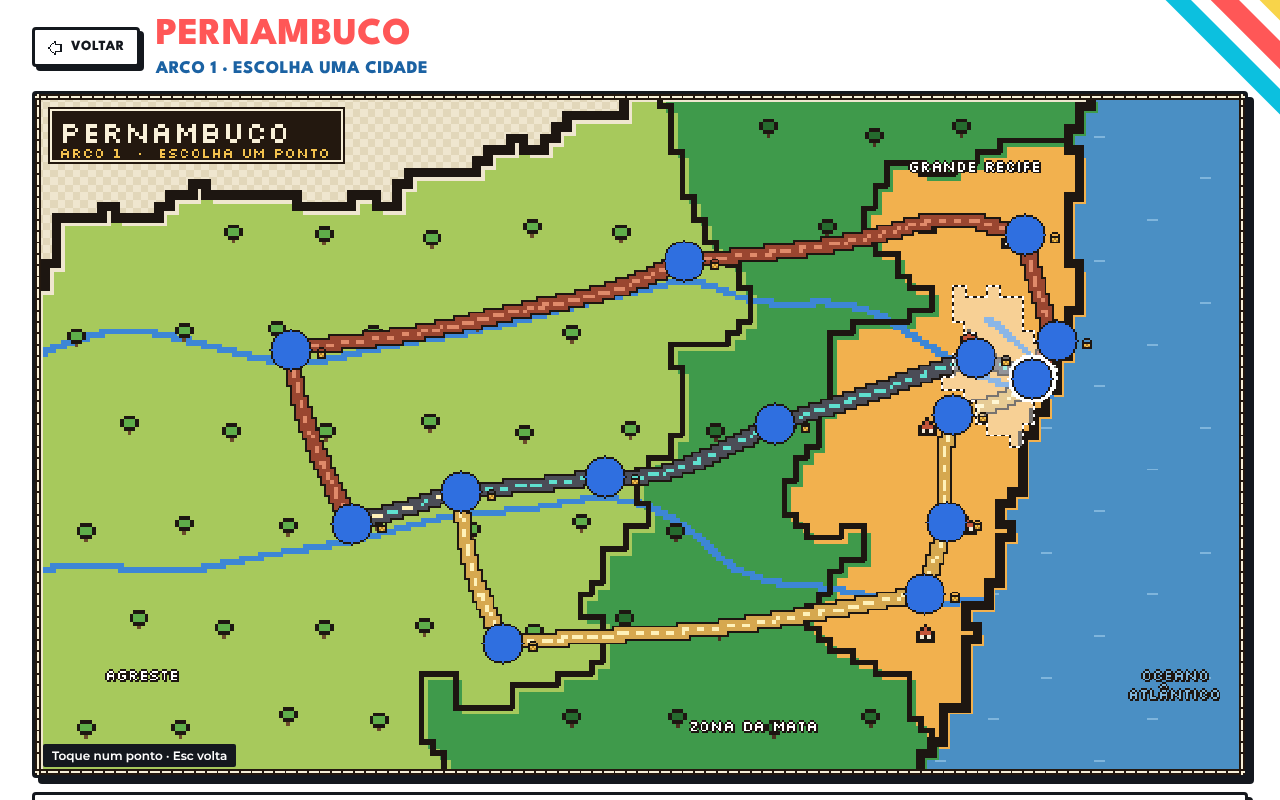 VOLTAR
PERNAMBUCO
ARCO 1 · ESCOLHA UMA CIDADE
PERNAMBUCO
ARCO 1 · ESCOLHA UM PONTO
GRANDE RECIFE
AGRESTE
ZONA DA MATA
OCEANO
ATLÂNTICO
Toque num ponto · Esc volta